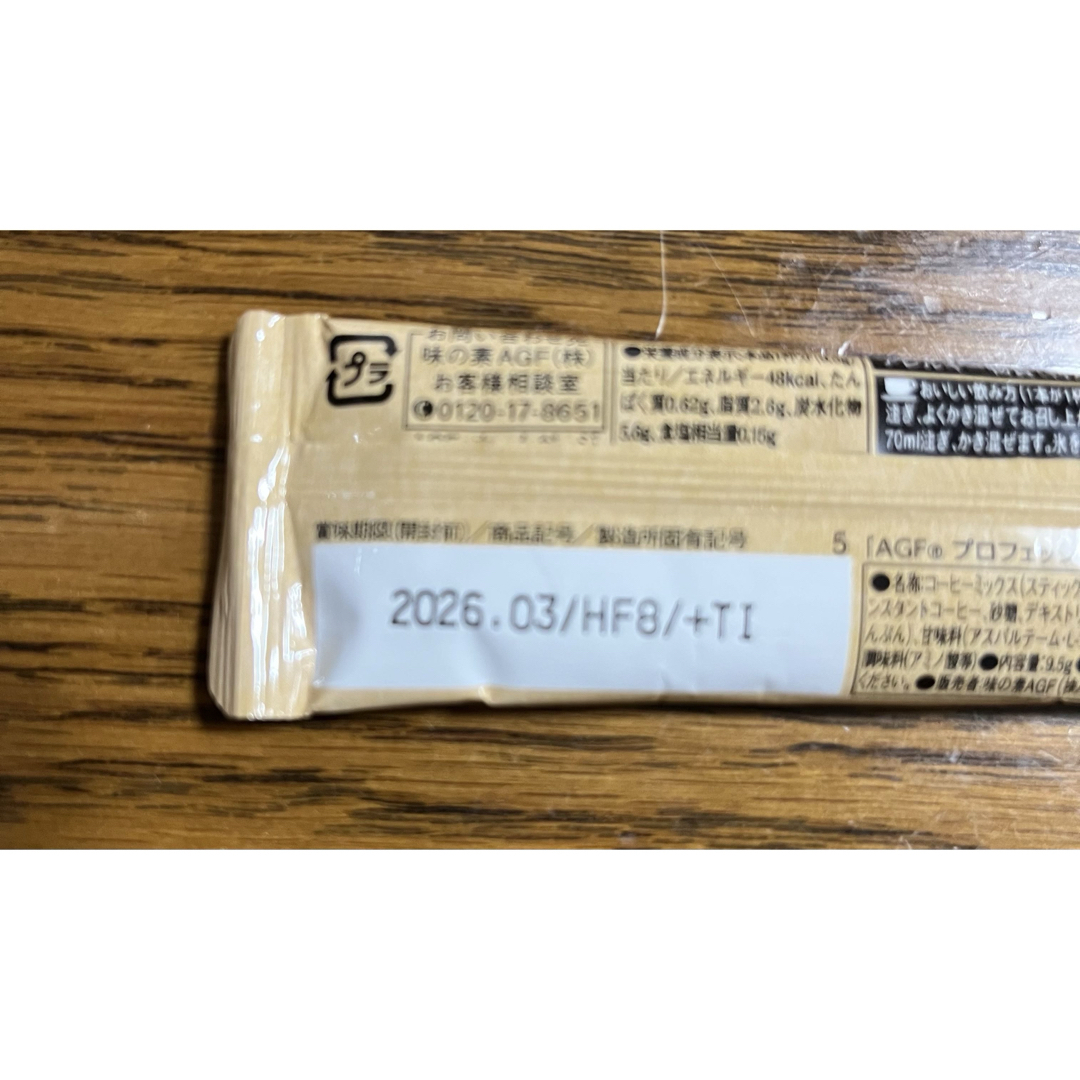 プラ
お問い合わせ先
味の素AGF(株)
お客様相談室
0120-17-8651
当たり/エネルギー48kcal、たん
ぱく質0.62g、脂質2.6g、炭水化物
5.6g、食塩相当量0.15g
おいしい飲み方(1本が1杯
注ぎ、よくかき混ぜてお召し上
70ml注ぎ、かき混ぜます。氷を
賞味期限(開封前)/商品記号/製造所固有記号
2026.03/HF8/+TI
5
「AGF® プロフェッシ
●名称:コーヒーミックス(スティック
ンスタントコーヒー、砂糖、デキストリ
んぷん)、甘味料(アスパルテーム・L-
調味料(アミノ酸等)●内容量:9.5g●
ください。●販売者:味の素AGF(株)